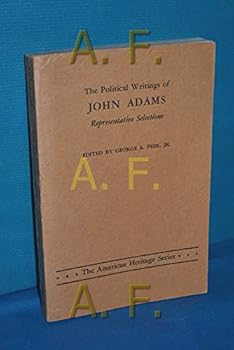 A. F.
The Political Writings of
JOHN ADAMS
Representative Selections
EDITED BY GEORGE A. PEEK, JR.
A. F.
• • • The American Heritage Series • • •
A. F.